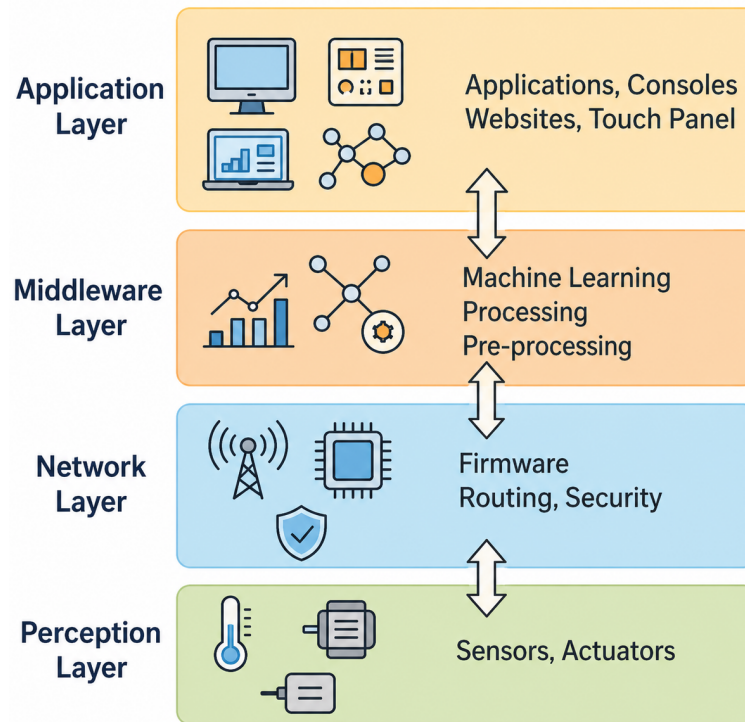 Application
Layer
Applications, Consoles
Websites, Touch Panel
Middleware
Layer
Machine Learning
Processing
Pre-processing
Network
Layer
Firmware
Routing, Security
Perception
Layer
Sensors, Actuators